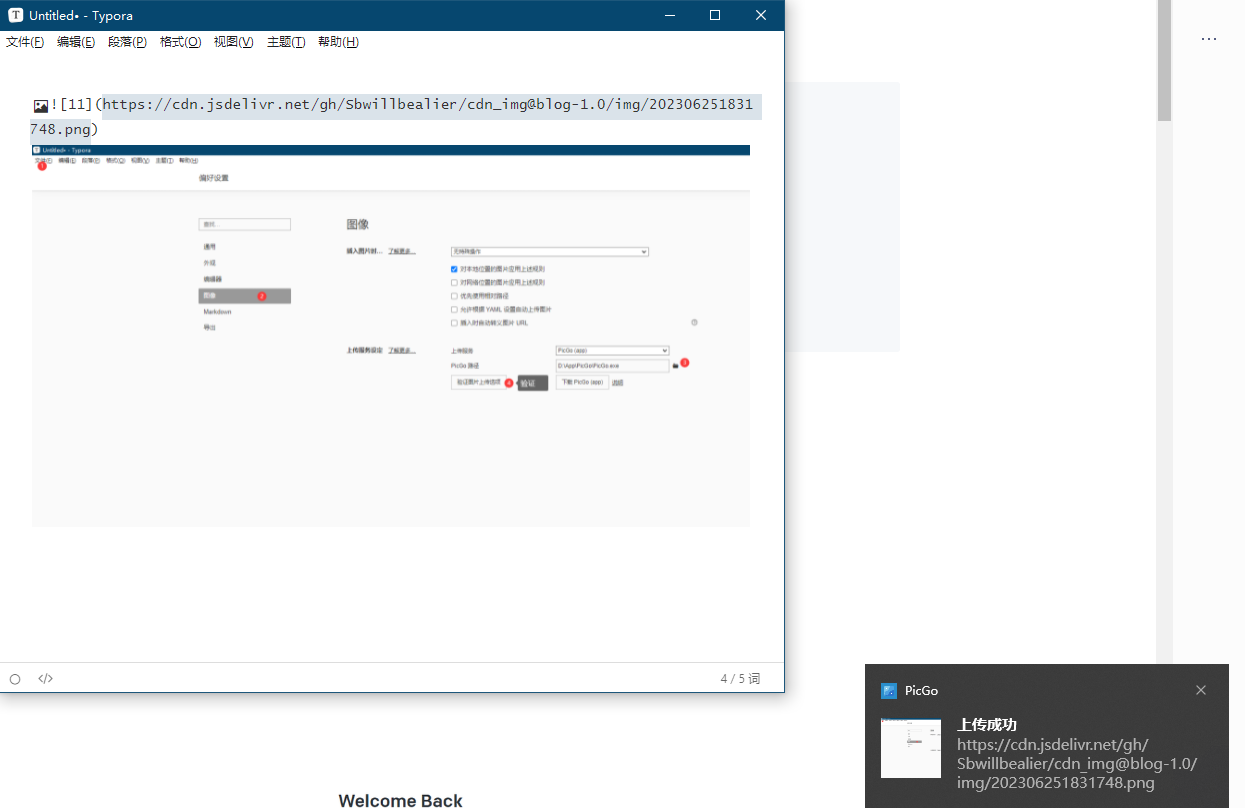 Untitled• - Typora
文件(F) 编辑(E) 段落(P) 格式(O) 视图(V) 主题(T) 帮助(H)
![11](https://cdn.jsdelivr.net/gh/Sbwillbealier/cdn_img@blog-1.0/img/202306251831
748.png)
Untitled• - Typora
文件(F) 编辑(E) 段落(P) 格式(O) 视图(V) 主题(T) 帮助(H)
1
偏好设置
查找...
图像
通用
插入图片时... 了解更多... 无特殊操作
外观
对本地位置的图片应用上述规则
编辑器
对网络位置的图片应用上述规则
图像 2
优先使用相对路径
Markdown
允许根据 YAML 设置自动上传图片
导出
插入时自动转义图片 URL
上传服务设定 了解更多... 上传服务 PicGo (app)
PicGo 路径 D:\App\PicGo\PicGo.exe 3
验证图片上传选项 4 验证 下载 PicGo (app)
</> 4 / 5 词
PicGo
上传成功
https://cdn.jsdelivr.net/gh/
Sbwillbealier/cdn_img@blog-1.0/
img/202306251831748.png
Welcome Back